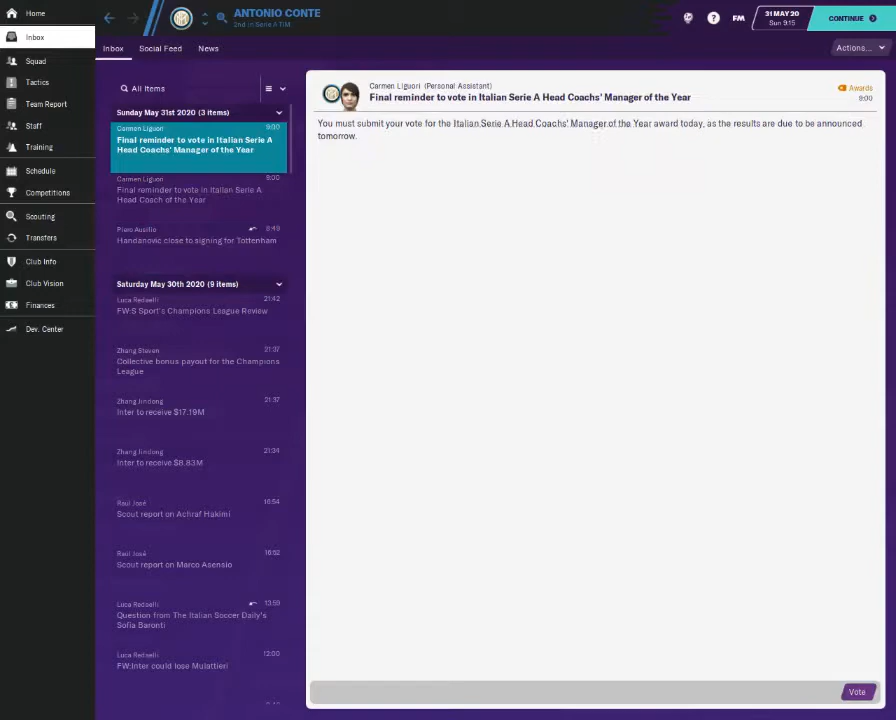 Home
Inbox
Squad
Tactics
Team Report
Staff
Training
Schedule
Competitions
Scouting
Transfers
Club Info
Club Vision
Finances
Dev. Center
ANTONIO CONTE
2nd in Serie A TIM
FM
31 MAY 20
Sun 9:15
CONTINUE
Inbox
Social Feed
News
Actions...
All Items
Sunday May 31st 2020 (3 items)
Carmen Liguori 9:00
Final reminder to vote in Italian Serie A
Head Coachs' Manager of the Year
Carmen Liguori 9:00
Final reminder to vote in Italian Serie A
Head Coach of the Year
Piero Ausilio 8:49
Handanovic close to signing for Tottenham
Saturday May 30th 2020 (9 items)
Luca Redaelli 21:42
FW:S Sport's Champions League Review
Zhang Steven 21:37
Collective bonus payout for the Champions
League
Zhang Jindong 21:37
Inter to receive $17.19M
Zhang Jindong 21:34
Inter to receive $8.83M
Raúl José 16:54
Scout report on Achraf Hakimi
Raúl José 16:52
Scout report on Marco Asensio
Luca Redaelli 13:59
Question from The Italian Soccer Daily's
Sofia Baronti
Luca Redaelli 12:00
FW:Inter could lose Mulattieri
Carmen Liguori (Personal Assistant)
Final reminder to vote in Italian Serie A Head Coachs' Manager of the Year
Awards
9:00
You must submit your vote for the Italian Serie A Head Coachs' Manager of the Year award today, as the results are due to be announced
tomorrow.
Vote